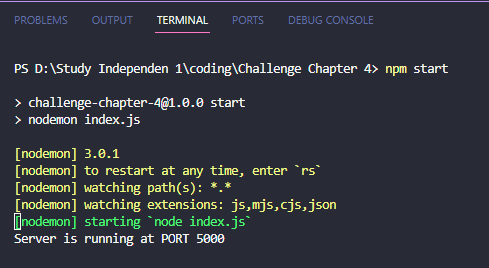 PROBLEMS OUTPUT TERMINAL PORTS DEBUG CONSOLE
PS D:\Study Independen 1\coding\Challenge Chapter 4> npm start
> challenge-chapter-4@1.0.0 start
> nodemon index.js
[nodemon] 3.0.1
[nodemon] to restart at any time, enter `rs`
[nodemon] watching path(s): *.*
[nodemon] watching extensions: js,mjs,cjs,json
[nodemon] starting `node index.js`
Server is running at PORT 5000